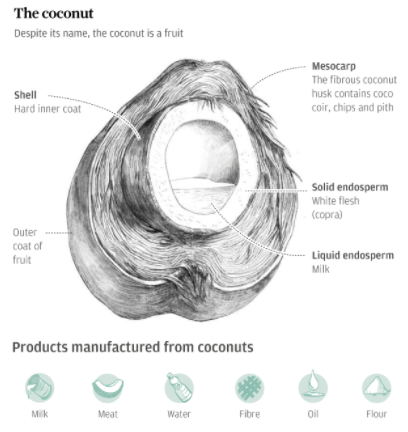 The coconut
Despite its name, the coconut is a fruit
Mesocarp
The fibrous coconut
husk contains coco
coir, chips and pith
Shell
Hard inner coat
Solid endosperm
White flesh
(copra)
Outer
coat of
fruit
Liquid endosperm
Milk
Products manufactured from coconuts
Milk
Meat
Water
Fibre
Oil
Flour